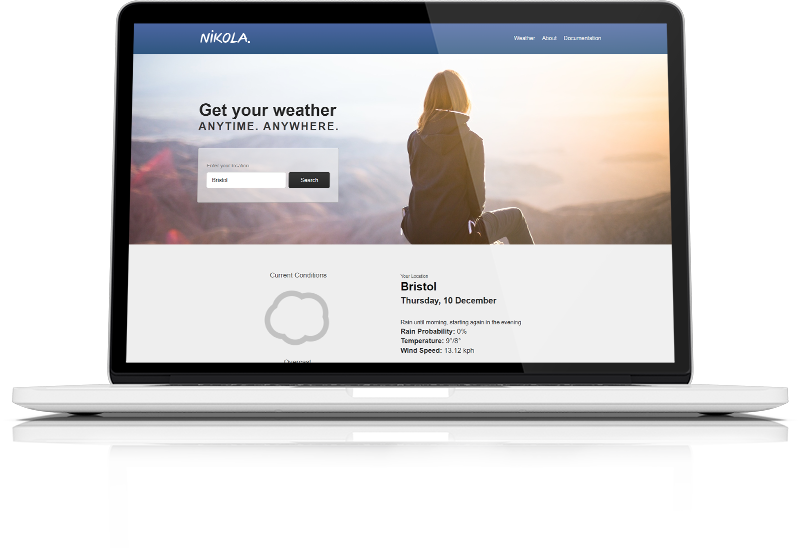 NiKOLA.
Weather About Documentation
Get your weather
ANYTIME. ANYWHERE.
Enter your location
Bristol Search
Current Conditions
Your Location
Bristol
Thursday, 10 December
Rain until morning, starting again in the evening
Rain Probability: 0%
Temperature: 9°/8°
Wind Speed: 13.12 kph
Overcast